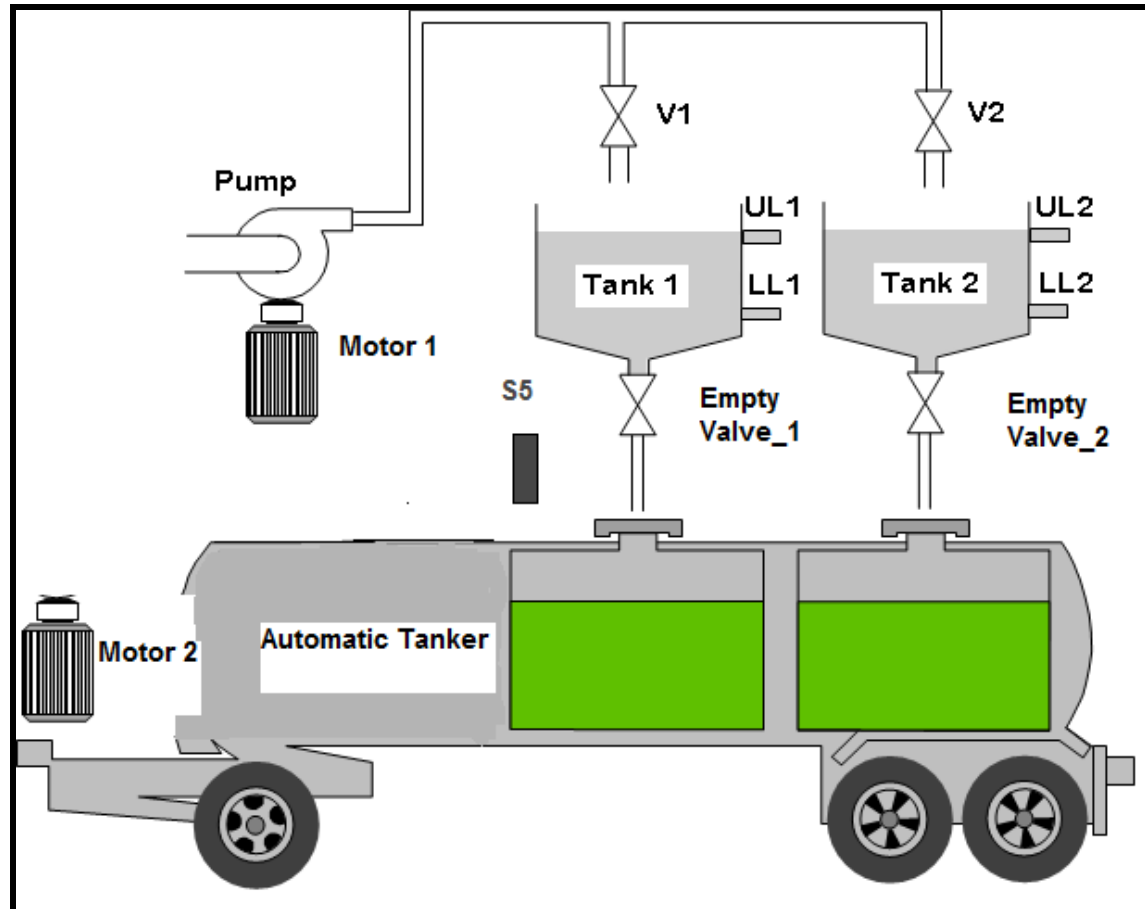 V1
V2
Pump
UL1
UL2
Tank 1
Tank 2
LL1
LL2
Motor 1
S5
Empty
Valve_1
Empty
Valve_2
Automatic Tanker
Motor 2